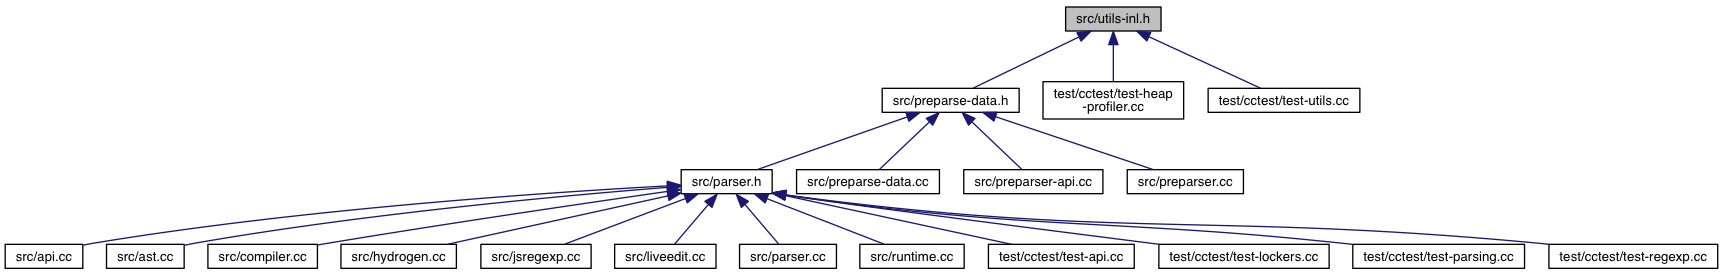 src/utils-inl.h
src/preparse-data.h
test/cctest/test-heap
-profiler.cc
test/cctest/test-utils.cc
src/parser.h
src/preparse-data.cc
src/preparser-api.cc
src/preparser.cc
src/api.cc
src/ast.cc
src/compiler.cc
src/hydrogen.cc
src/jsregexp.cc
src/liveedit.cc
src/parser.cc
src/runtime.cc
test/cctest/test-api.cc
test/cctest/test-lockers.cc
test/cctest/test-parsing.cc
test/cctest/test-regexp.cc